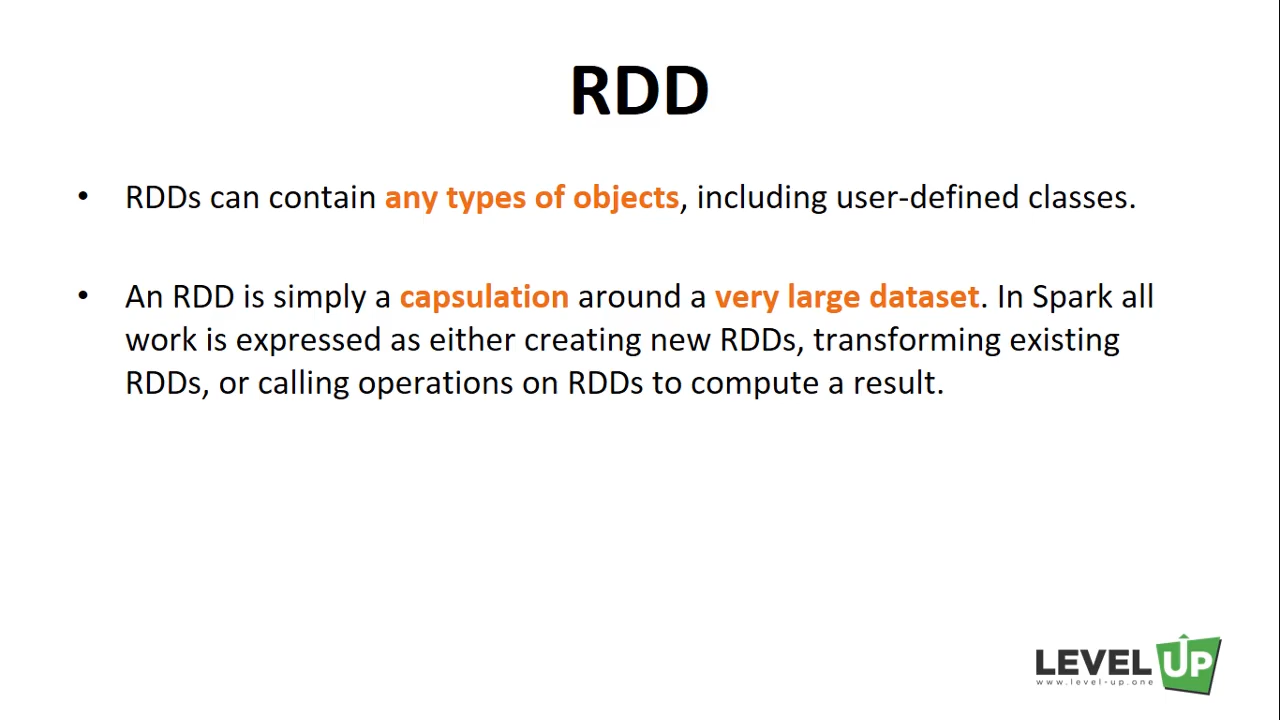 RDD
• RDDs can contain any types of objects, including user-defined classes.
• An RDD is simply a capsulation around a very large dataset. In Spark all
work is expressed as either creating new RDDs, transforming existing
RDDs, or calling operations on RDDs to compute a result.
LEVEL UP
www.level-up.one